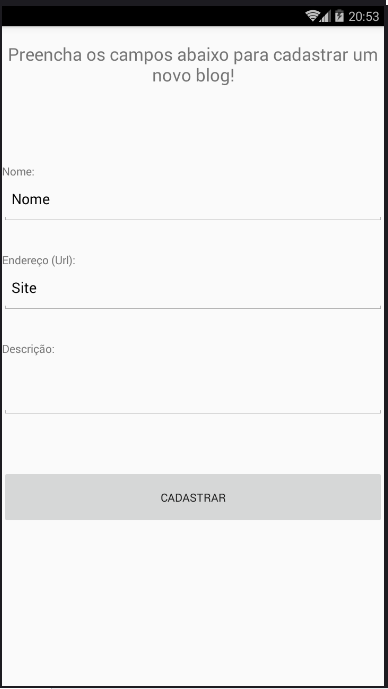 20:53
Preencha os campos abaixo para cadastrar um
novo blog!
Nome:
Nome
Endereço (Url):
Site
Descrição:
CADASTRAR